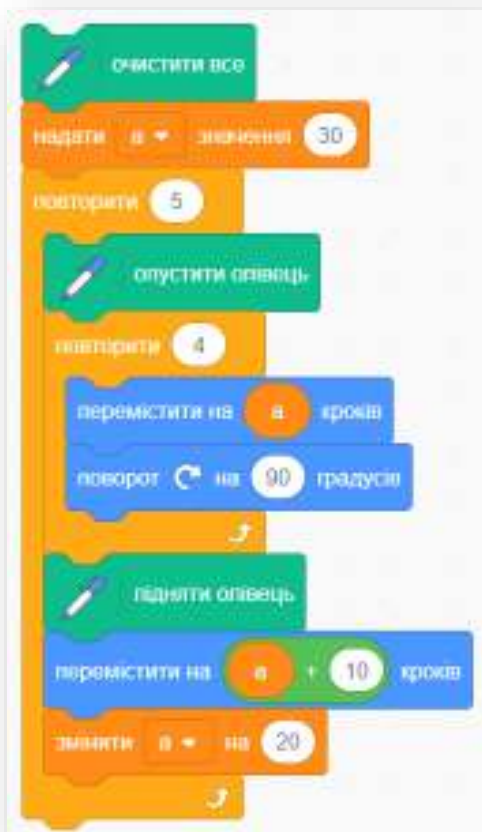 очистити все
надати а значення 30
повторити 5
опустити олівець
повторити 4
перемістити на а кроків
поворот на 90 градусів
підняти олівець
перемістити на а + 10 кроків
змінити а на 20